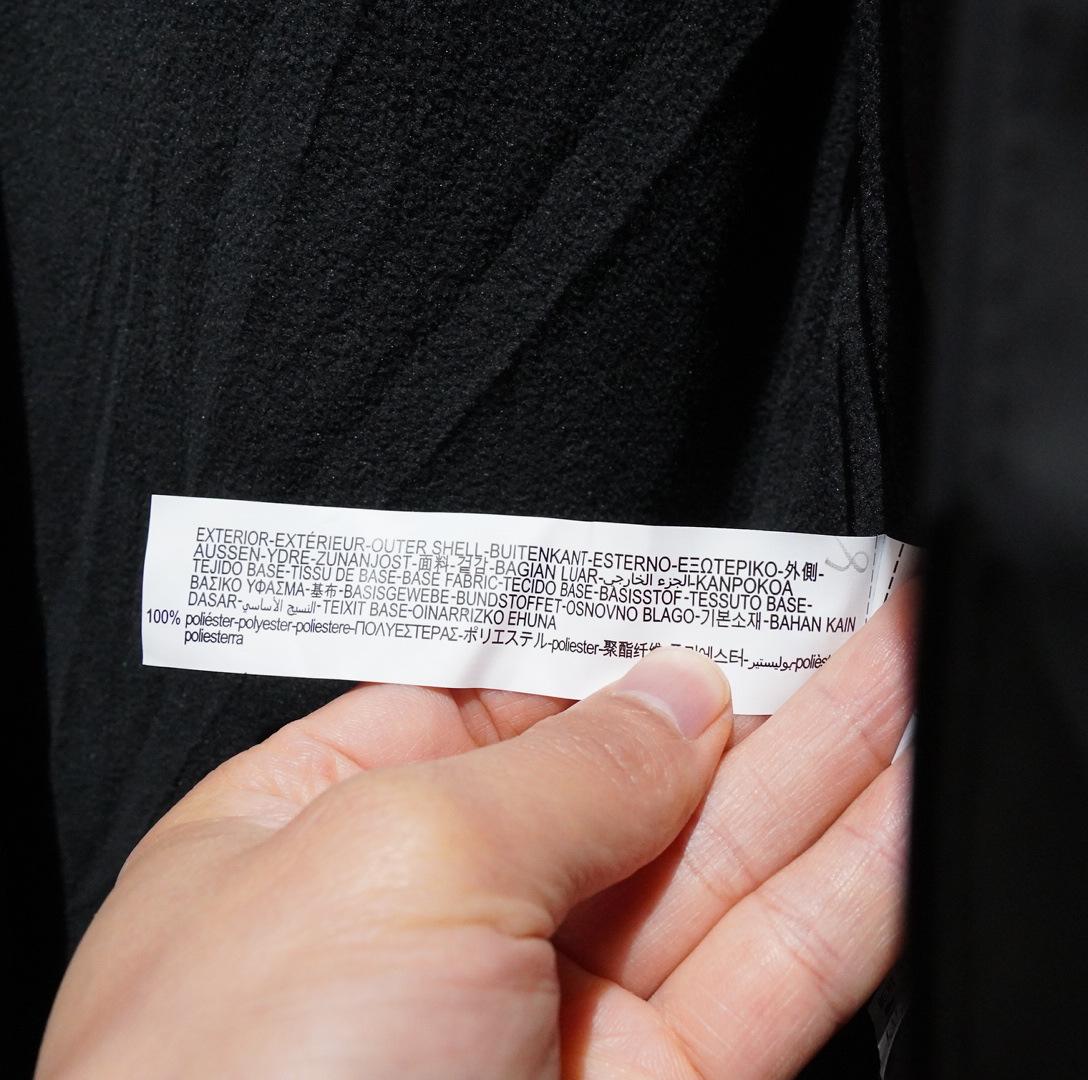 EXTERIOR-EXTÉRIEUR-OUTER SHELL-BUITENKANT-ESTERNO-ΕΞΩΤΕΡΙΚΟ-外側-
AUSSEN-YDRE-ZUNANJOST-面料-겉감-BAGIAN LUAR-الجزء الخارجي-KANPOKOA
TEJIDO BASE-TISSU DE BASE-BASE FABRIC-TECIDO BASE-BASISSTOF-TESSUTO BASE-
ΒΑΣΙΚΟ ΥΦΑΣΜΑ-基布-BASISGEWEBE-BUNDSTOFFET-OSNOVNO BLAGO-기본소재-BAHAN KAIN
DASAR-النسيج الأساسي-TEIXIT BASE-OINARRIZKO EHUNA
100% poliéster-polyester-poliestere-ΠΟΛΥΕΣΤΕΡΑΣ-ポリエステル-poliester-聚酯纤维-بوليستير-
poliesterra